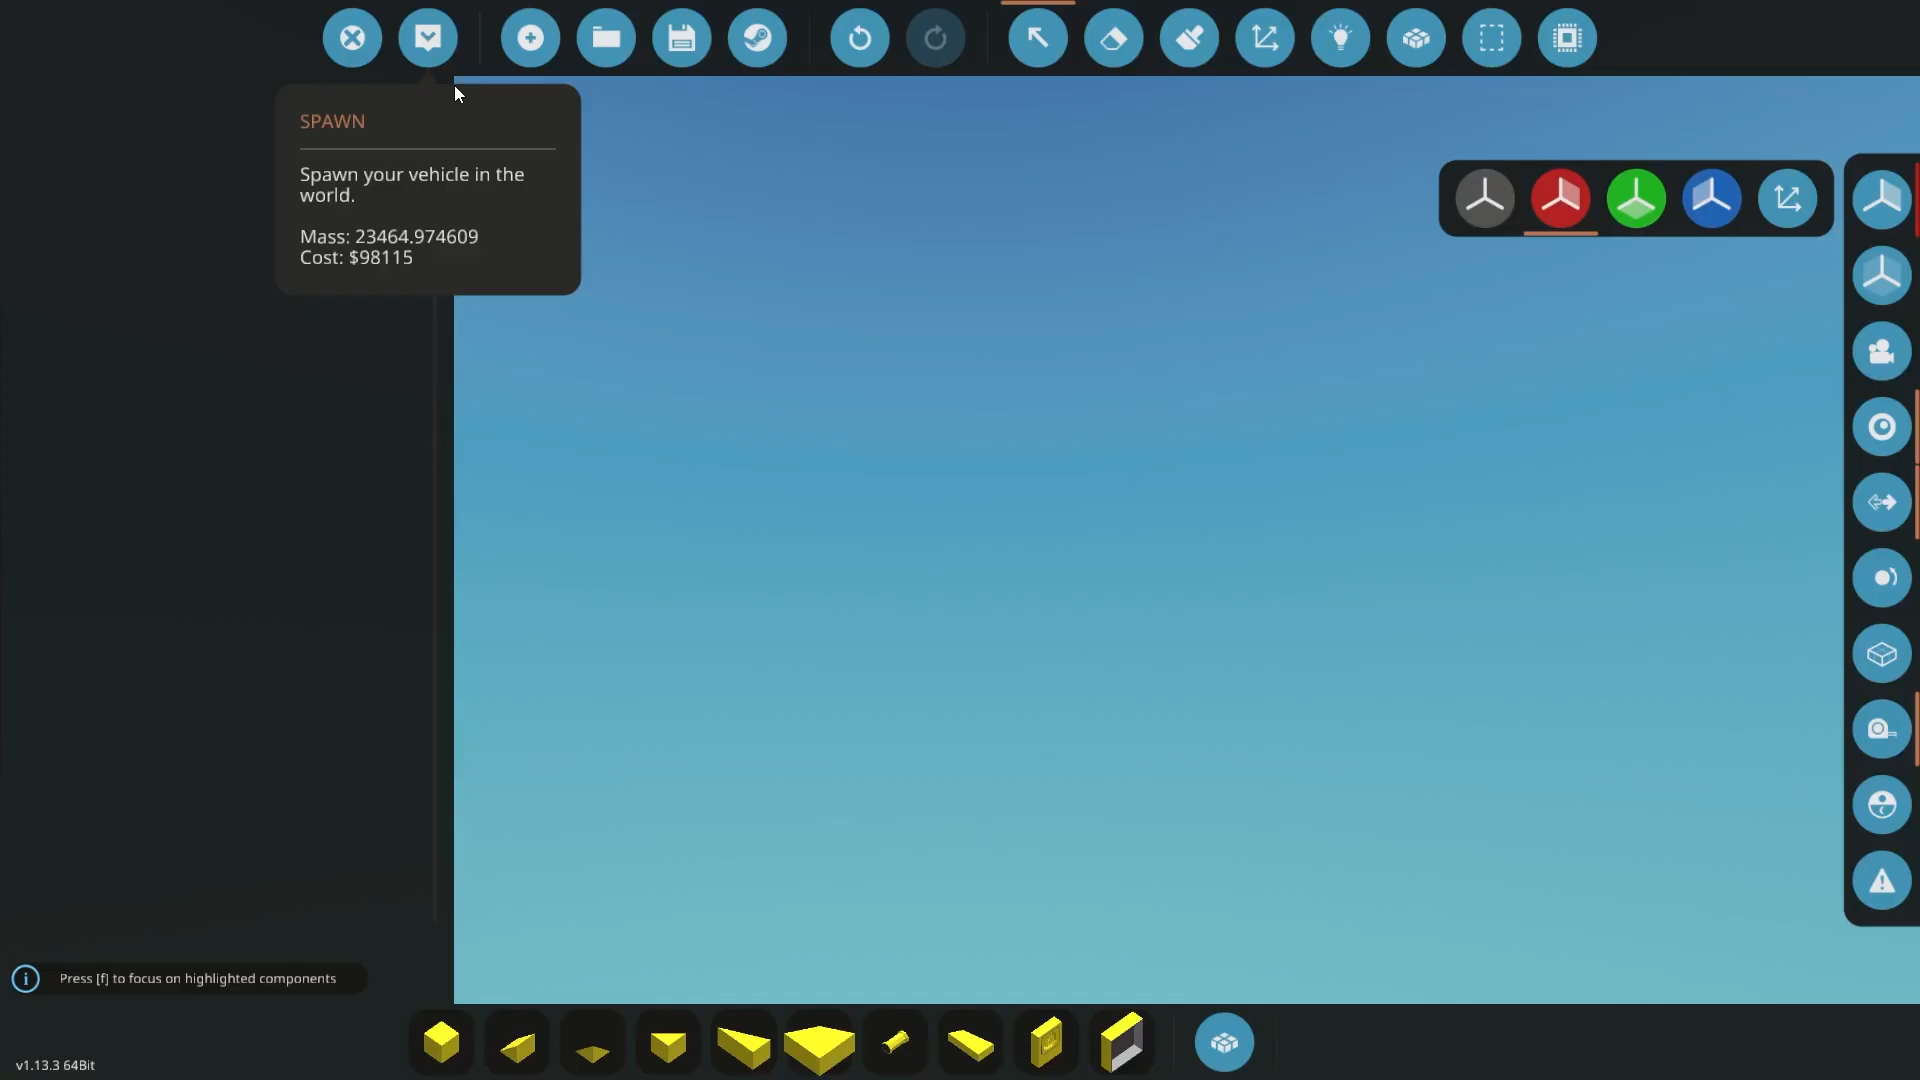 SPAWN
Spawn your vehicle in the
world.
Mass: 23464.974609
Cost: $98115
Press [f] to focus on highlighted components
v1.13.3 64Bit